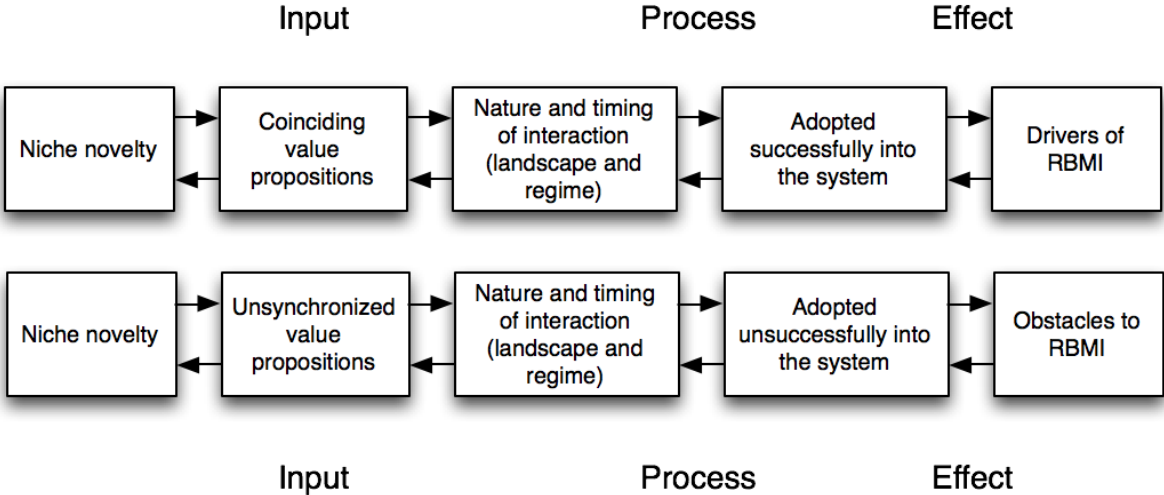 Input
Process
Effect
Niche novelty
Coinciding
value
propositions
Nature and timing
of interaction
(landscape and
regime)
Adopted
successfully into
the system
Drivers of
RBMI
Niche novelty
Unsynchronized
value
propositions
Nature and timing
of interaction
(landscape and
regime)
Adopted
unsuccessfully into
the system
Obstacles to
RBMI
Input
Process
Effect